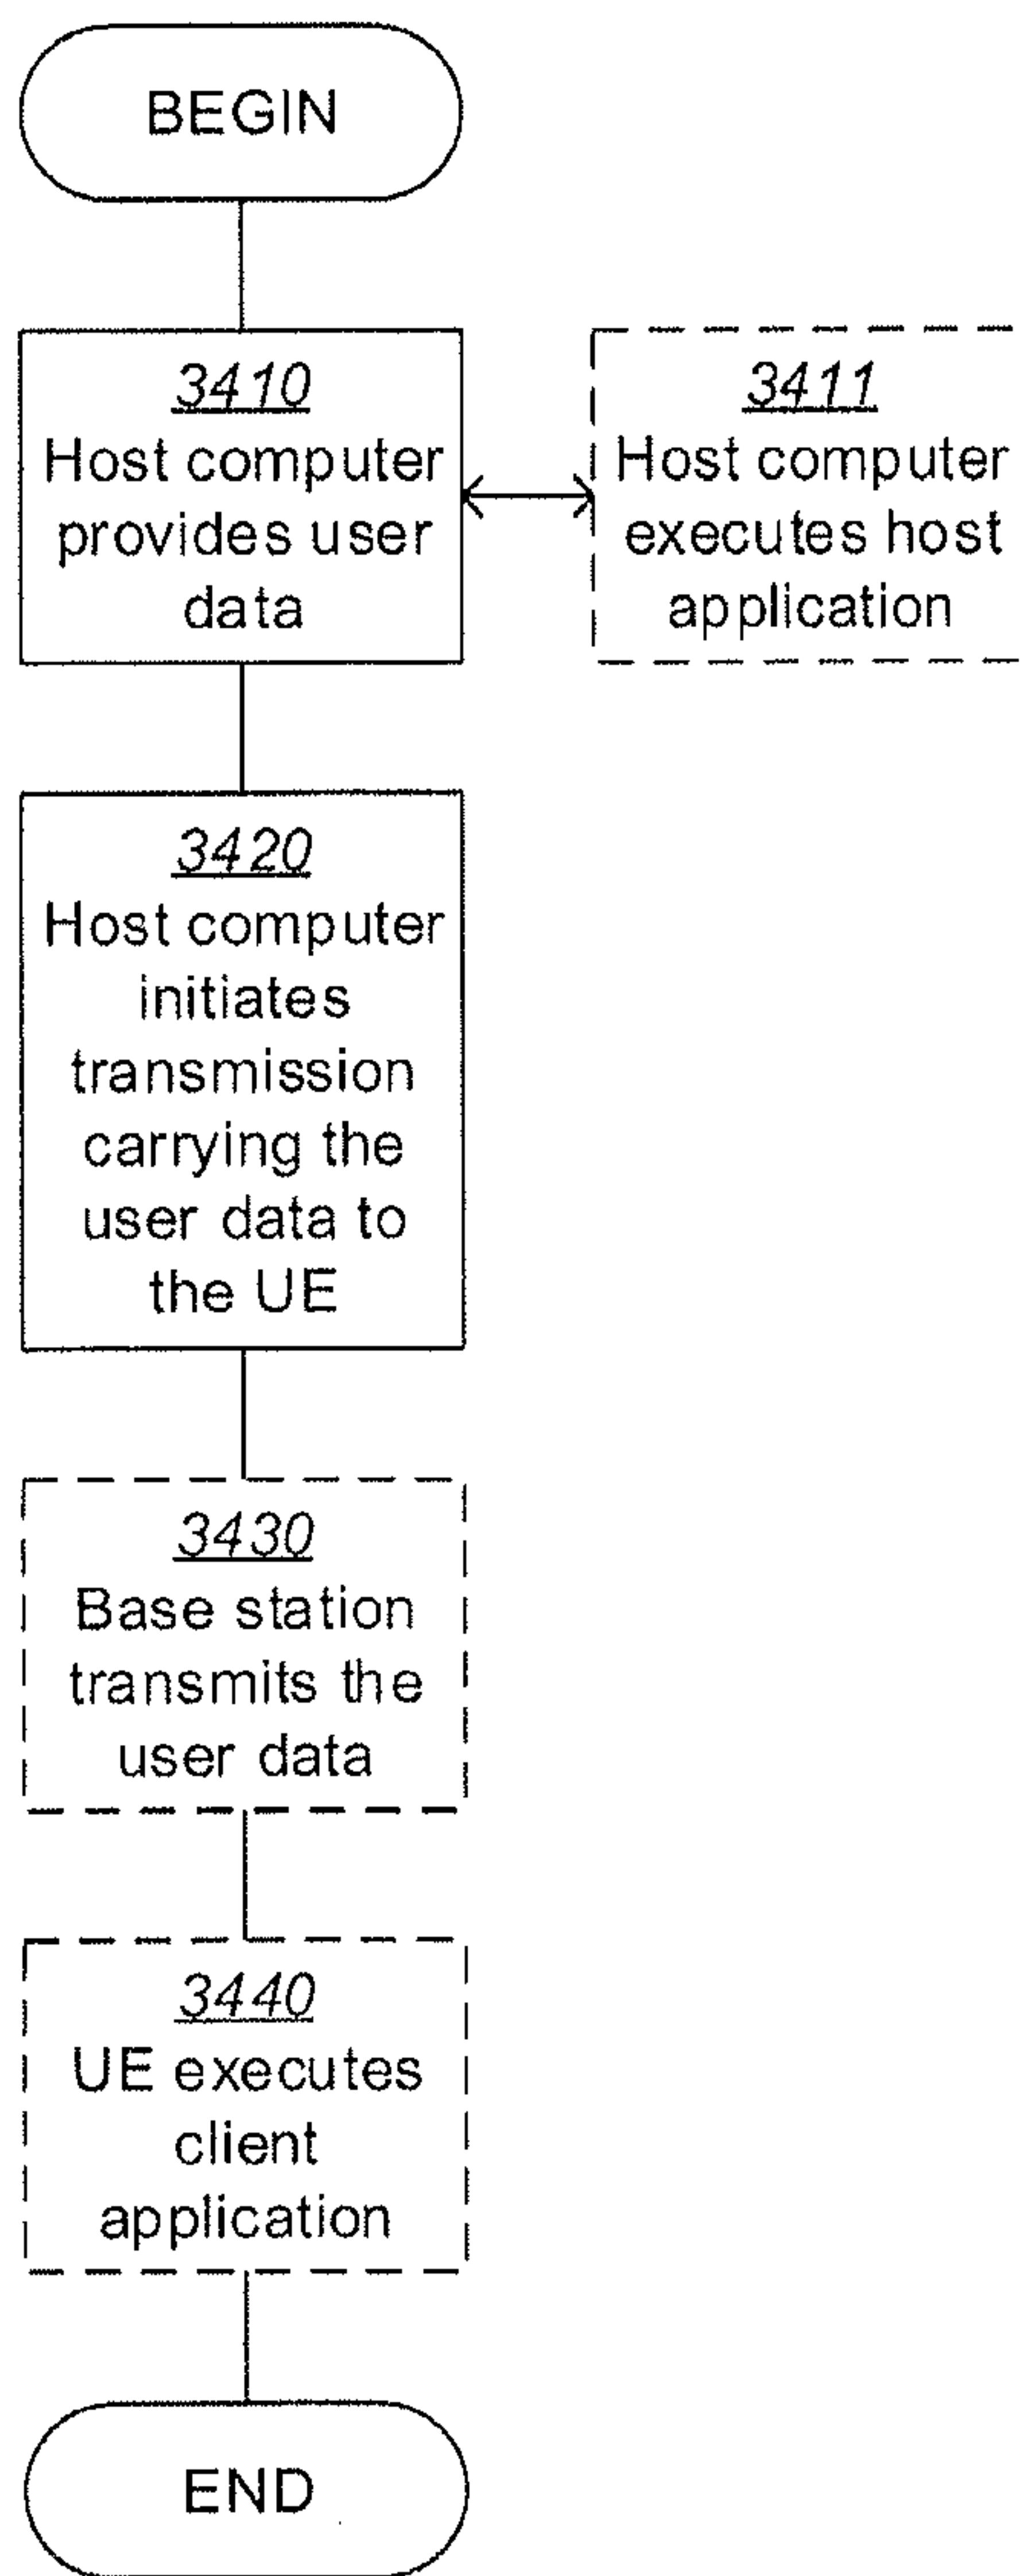 BEGIN
3410
Host computer
provides user
data
3411
Host computer
executes host
application
3420
Host computer
initiates
transmission
carrying the
user data to
the UE
3430
Base station
transmits the
user data
3440
UE executes
client
application
END